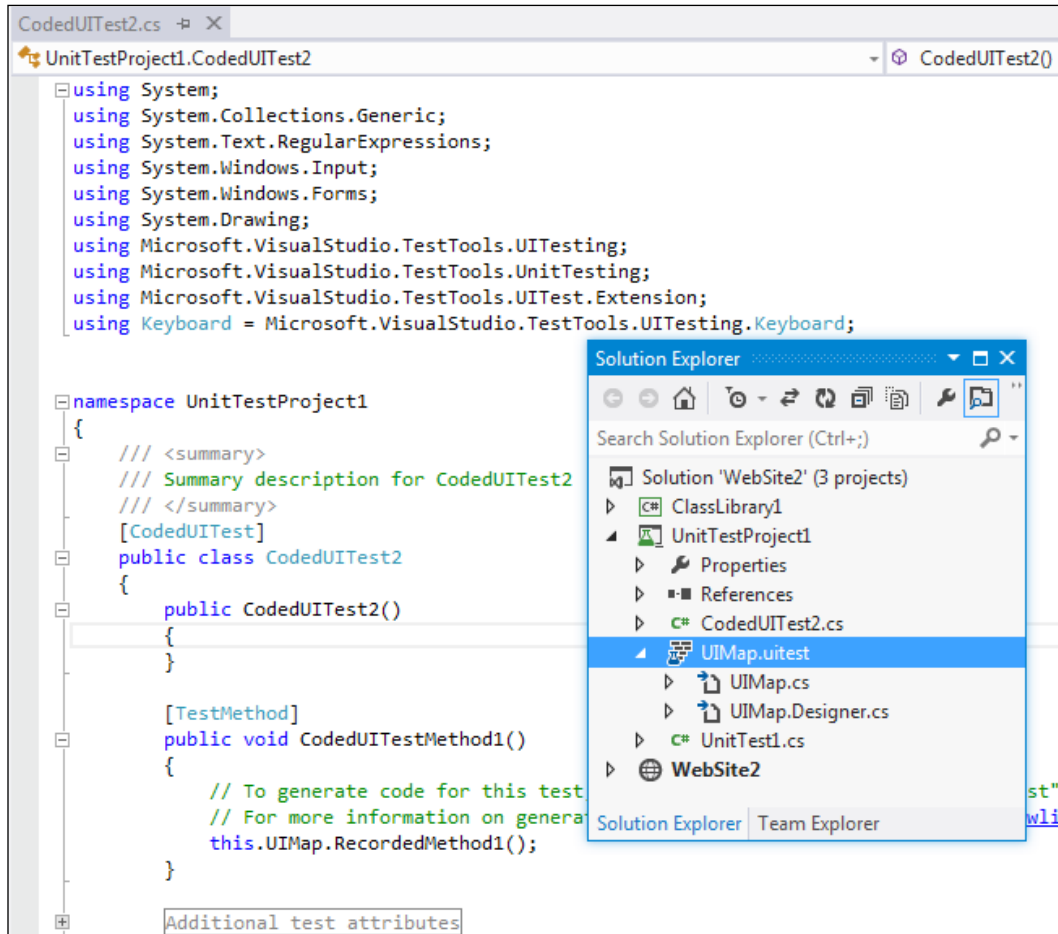 CodedUITest2.cs
UnitTestProject1.CodedUITest2
CodedUITest2()
using System;
using System.Collections.Generic;
using System.Text.RegularExpressions;
using System.Windows.Input;
using System.Windows.Forms;
using System.Drawing;
using Microsoft.VisualStudio.TestTools.UITesting;
using Microsoft.VisualStudio.TestTools.UnitTesting;
using Microsoft.VisualStudio.TestTools.UITest.Extension;
using Keyboard = Microsoft.VisualStudio.TestTools.UITesting.Keyboard;
namespace UnitTestProject1
{
/// <summary>
/// Summary description for CodedUITest2
/// </summary>
[CodedUITest]
public class CodedUITest2
{
public CodedUITest2()
{
}
[TestMethod]
public void CodedUITestMethod1()
{
// To generate code for this test
st"
// For more information on generat
wli
this.UIMap.RecordedMethod1();
}
Additional test attributes
Solution Explorer
Search Solution Explorer (Ctrl+;)
Solution 'WebSite2' (3 projects)
C# ClassLibrary1
UnitTestProject1
Properties
References
C# CodedUITest2.cs
UIMap.uitest
UIMap.cs
UIMap.Designer.cs
C# UnitTest1.cs
WebSite2
Solution Explorer
Team Explorer